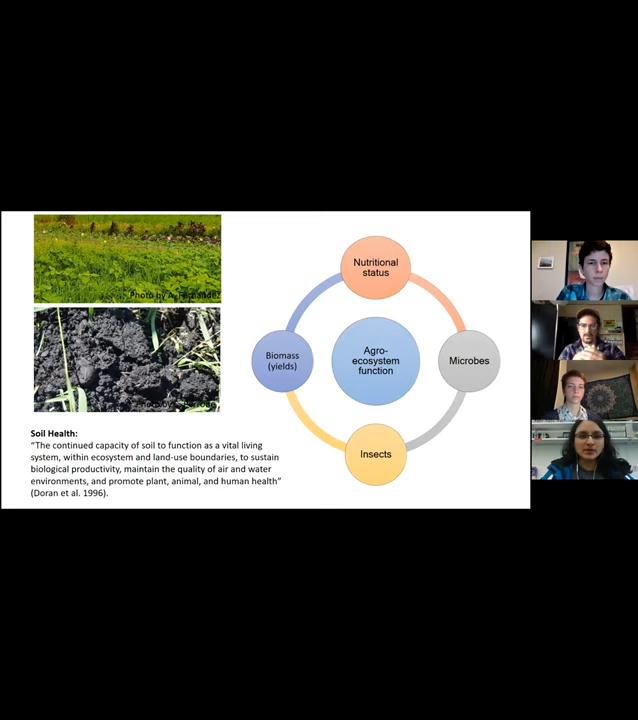 Photo by A. Fernandez
Soil Health:
"The continued capacity of soil to function as a vital living
system, within ecosystem and land-use boundaries, to sustain
biological productivity, maintain the quality of air and water
environments, and promote plant, animal, and human health"
(Doran et al. 1996).
Nutritional
status
Biomass
(yields)
Agro-
ecosystem
function
Microbes
Insects